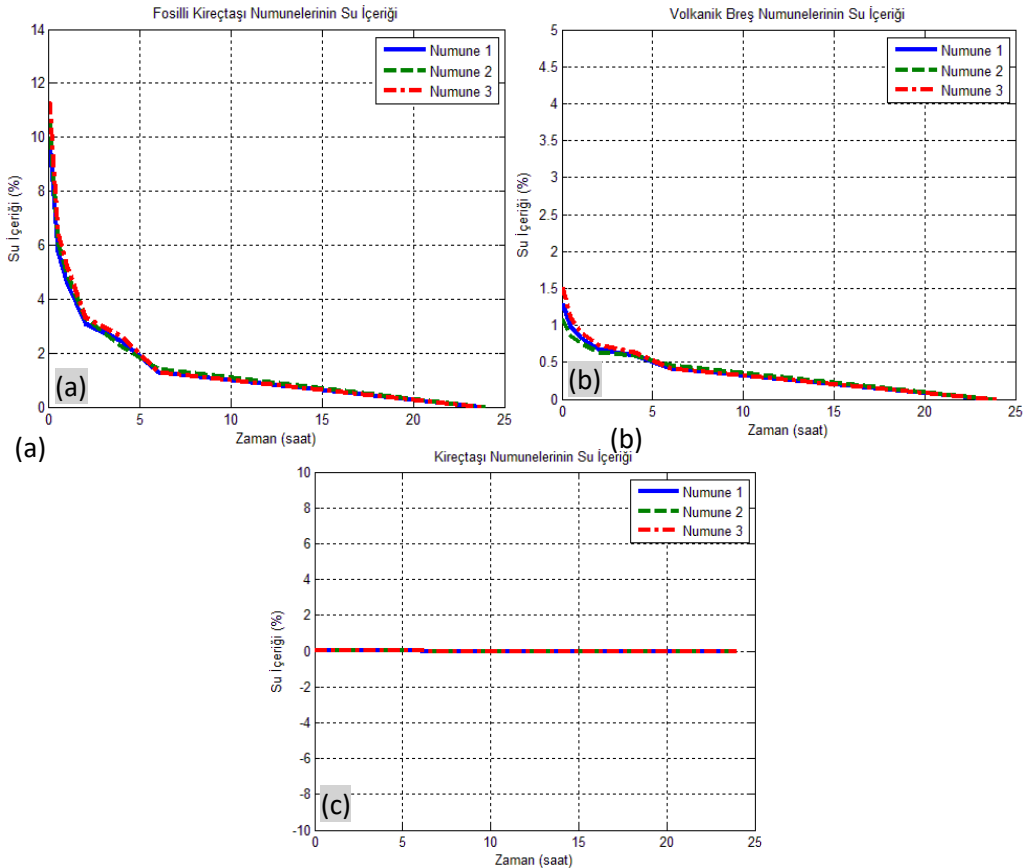 Fosilli Kireçtaşı Numunelerinin Su İçeriği
14
12
10
8
6
4
2
0
Su İçeriği (%)
Numune 1
Numune 2
Numune 3
(a)
0 5 10 15 20 25
Zaman (saat)
(a)
Volkanik Breş Numunelerinin Su İçeriği
5
4.5
4
3.5
3
2.5
2
1.5
1
0.5
0
Su İçeriği (%)
Numune 1
Numune 2
Numune 3
(b)
0 5 10 15 20 25
Zaman (saat)
(b)
Kireçtaşı Numunelerinin Su İçeriği
10
8
6
4
2
0
-2
-4
-6
-8
-10
Su İçeriği (%)
Numune 1
Numune 2
Numune 3
(c)
0 5 10 15 20 25
Zaman (saat)